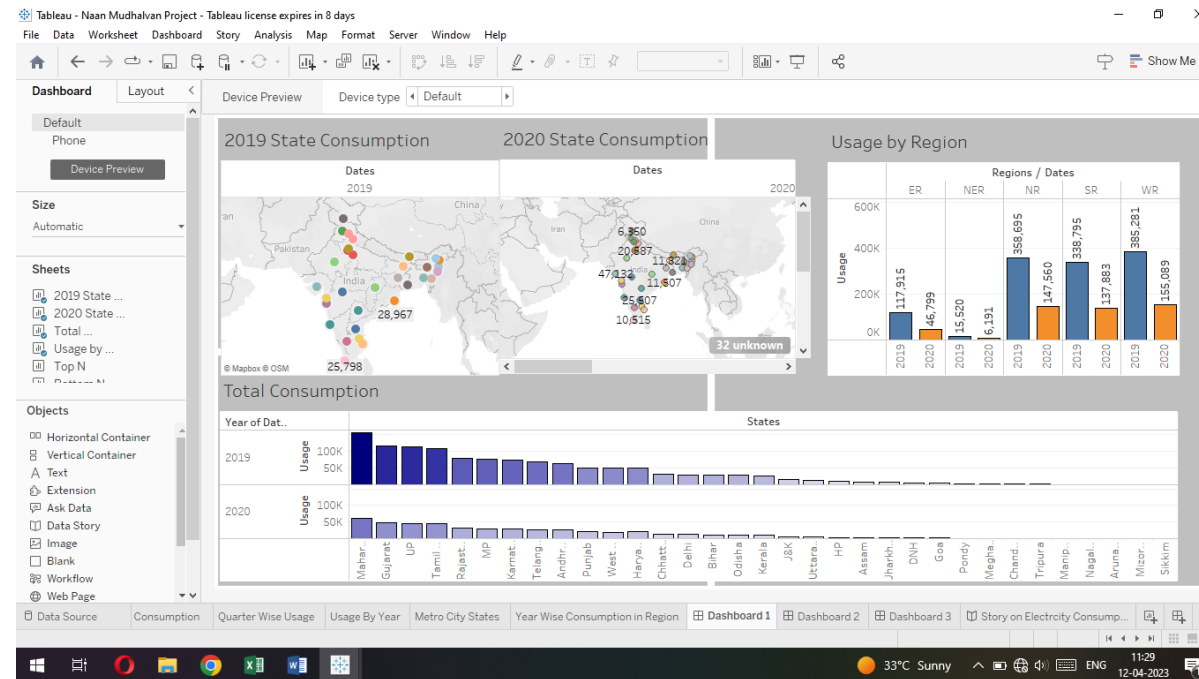 Tableau - Naan Mudhalvan Project - Tableau license expires in 8 days
File Data Worksheet Dashboard Story Analysis Map Format Server Window Help
Show Me
Dashboard Layout
Device Preview Device type Default
Default
Phone
Device Preview
Size
Automatic
Sheets
2019 State ...
2020 State ...
Total ...
Usage by ...
Top N
Bottom N
Objects
Horizontal Container
Vertical Container
Text
Extension
Ask Data
Data Story
Image
Blank
Workflow
Web Page
2019 State Consumption
Dates
2019
China
Pakistan
India
28,967
25,798
© Mapbox © OSM
2020 State Consumption
Dates
2020
Iran
China
India
6,350
20,687
11,821
47,132
11,507
25,607
10,515
32 unknown
Usage by Region
Regions / Dates
ER NER NR SR WR
Usage
600K
400K
200K
0K
117,915
46,799
15,520
6,191
358,695
147,560
338,795
137,883
385,281
155,089
2019 2020 2019 2020 2019 2020 2019 2020 2019 2020
Total Consumption
Year of Dat.. States
2019 Usage 100K
50K
2020 Usage 100K
50K
Mahar.. Gujarat UP Tamil.. Rajast.. MP Karnat.. Telang.. Andhr.. Punjab West .. Harya.. Chhatt.. Delhi Bihar Odisha Kerala J&K Uttara.. HP Assam Jharkh.. DNH Goa Pondy Megha.. Chand.. Tripura Manip.. Nagal.. Aruna.. Mizor.. Sikkim
Data Source Consumption Quarter Wise Usage Usage By Year Metro City States Year Wise Consumption in Region Dashboard 1 Dashboard 2 Dashboard 3 Story on Electrcity Consump...
33°C Sunny ENG 11:29
12-04-2023